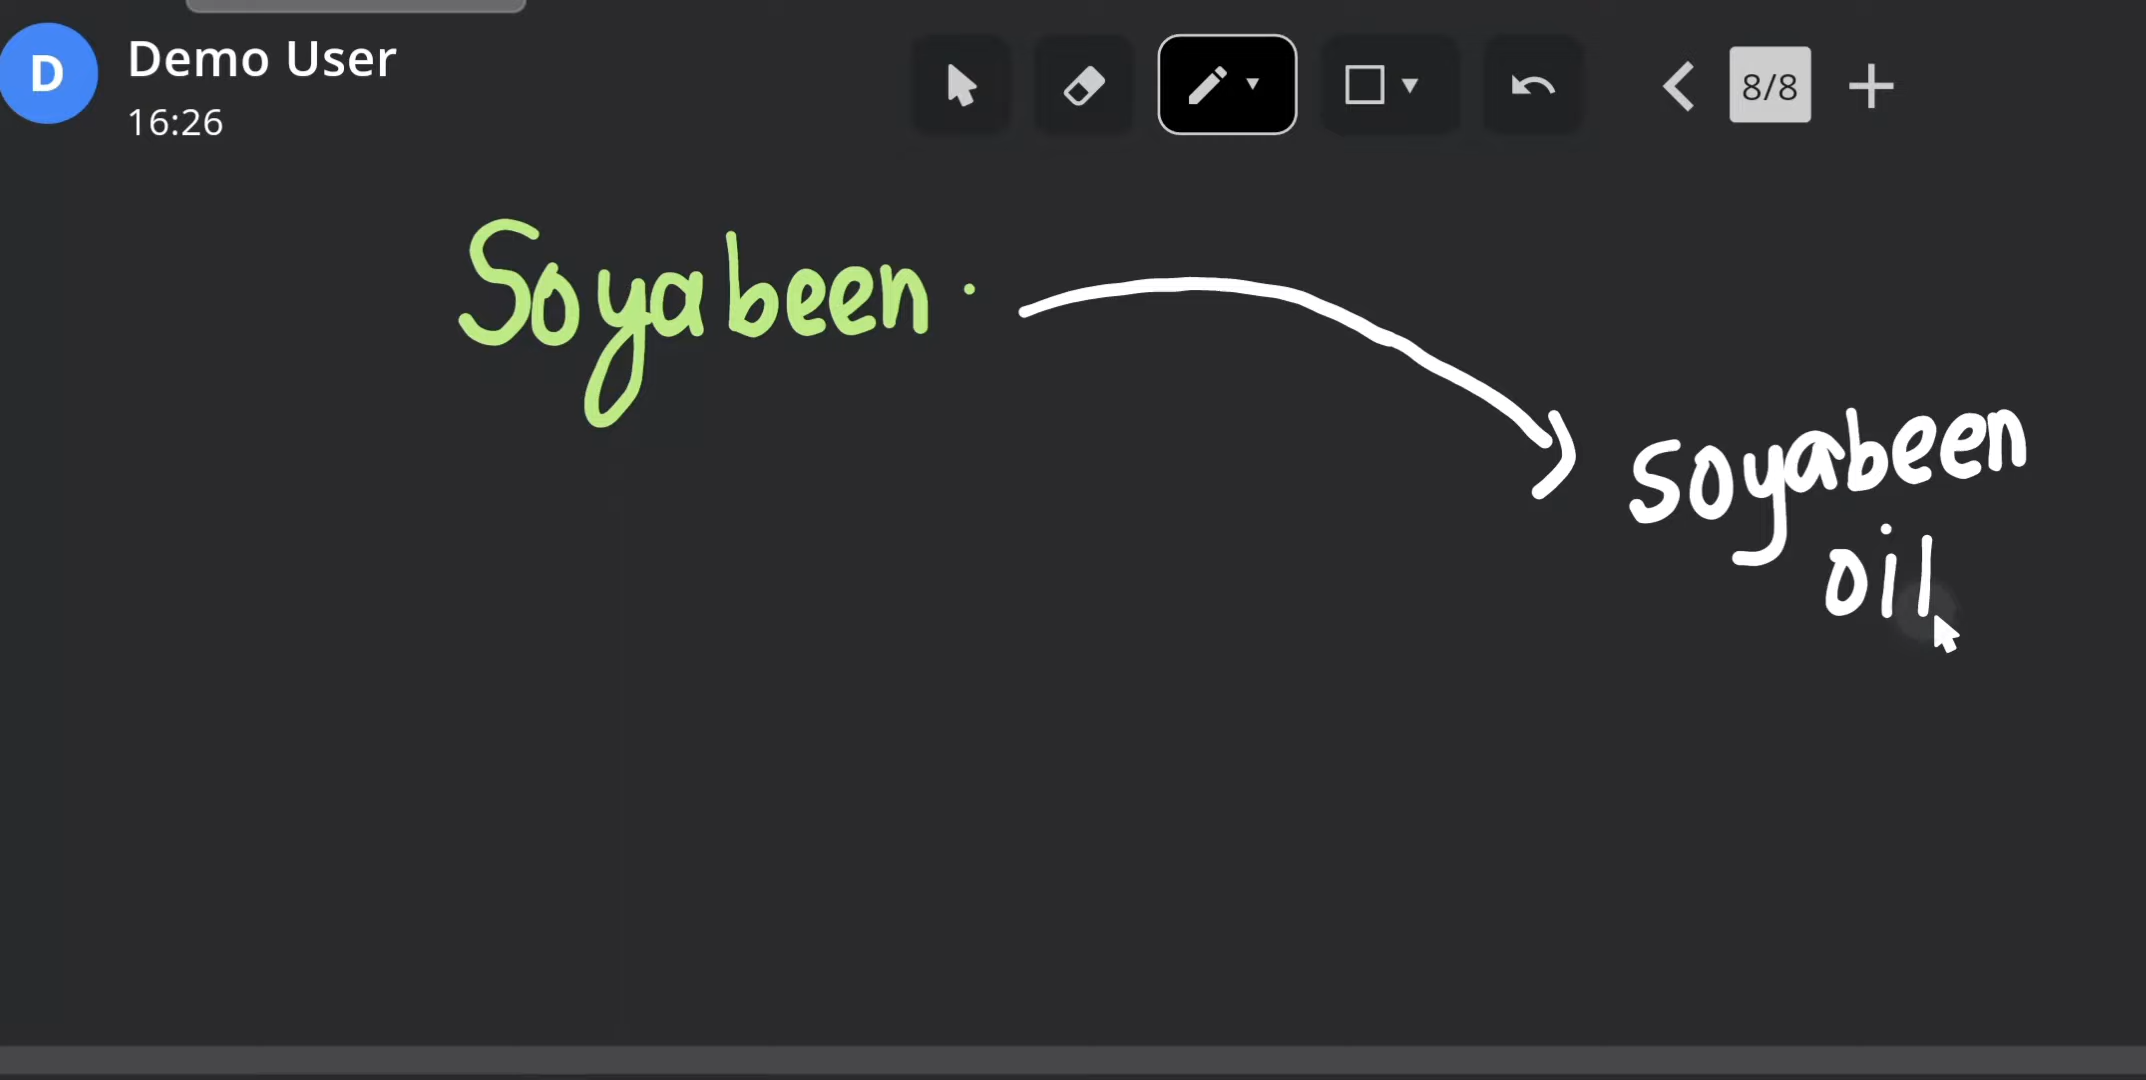 D
Demo User
16:26
8/8
Soyabeen .
soyabeen
oil